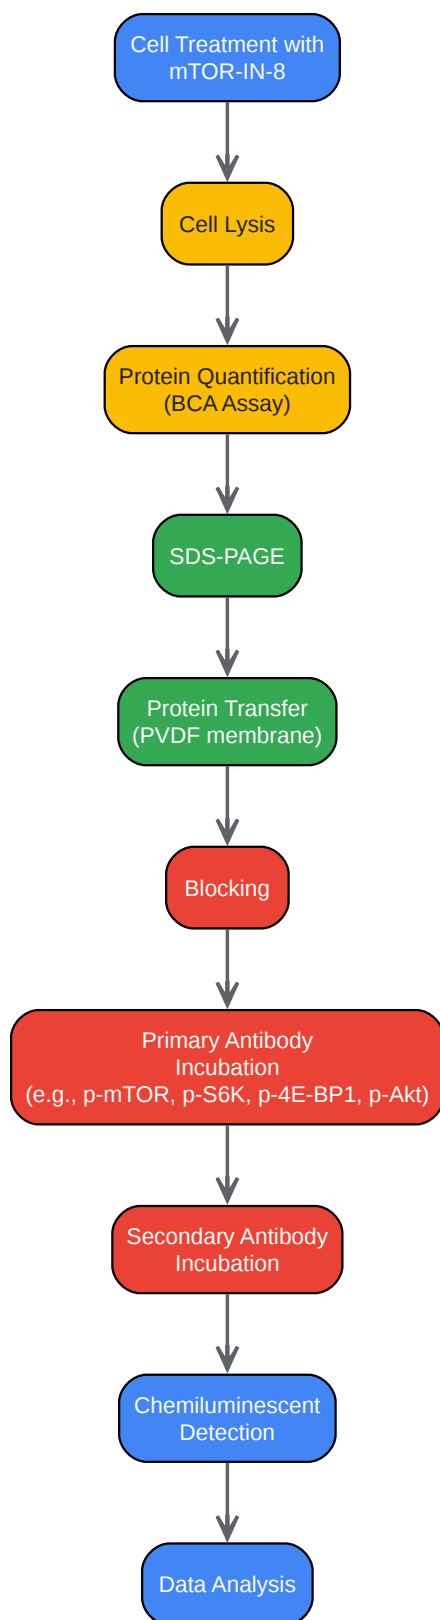 Cell Treatment with
mTOR-IN-8
Cell Lysis
Protein Quantification
(BCA Assay)
SDS-PAGE
Protein Transfer
(PVDF membrane)
Blocking
Primary Antibody
Incubation
(e.g., p-mTOR, p-S6K, p-4E-BP1, p-Akt)
Secondary Antibody
Incubation
Chemiluminescent
Detection
Data Analysis